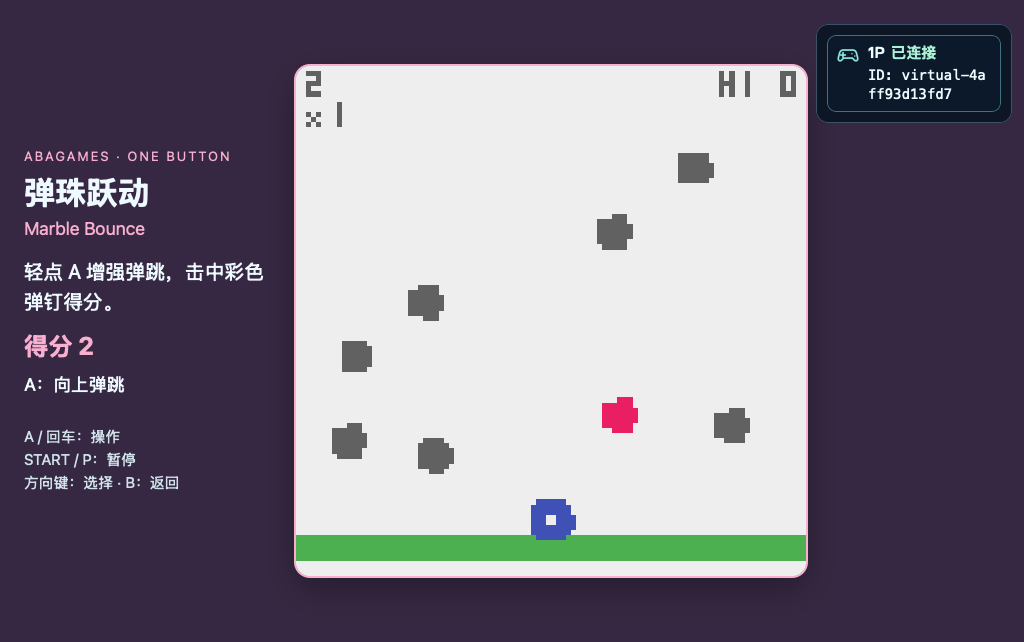 ABAGAMES · ONE BUTTON
弹珠跃动
Marble Bounce
轻点 A 增强弹跳，击中彩色
弹钉得分。
得分 2
A：向上弹跳
A / 回车：操作
START / P：暂停
方向键：选择 · B：返回
2
HI 0
x1
1P 已连接
ID: virtual-4a
ff93d13fd7